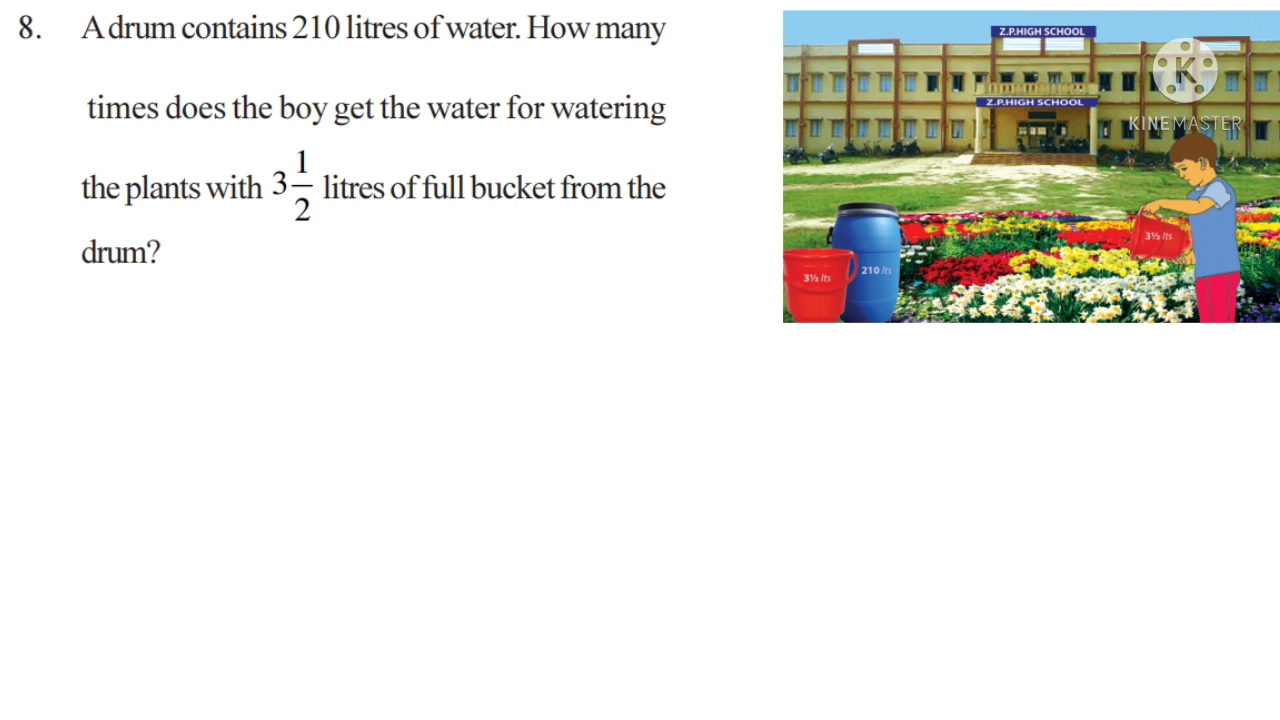 8. A drum contains 210 litres of water. How many
times does the boy get the water for watering
the plants with 3 1/2 litres of full bucket from the
drum?
Z.P.HIGH SCHOOL
Z.P.HIGH SCHOOL
K
KINEMASTER
3½ lts
210 lts
3½ lts